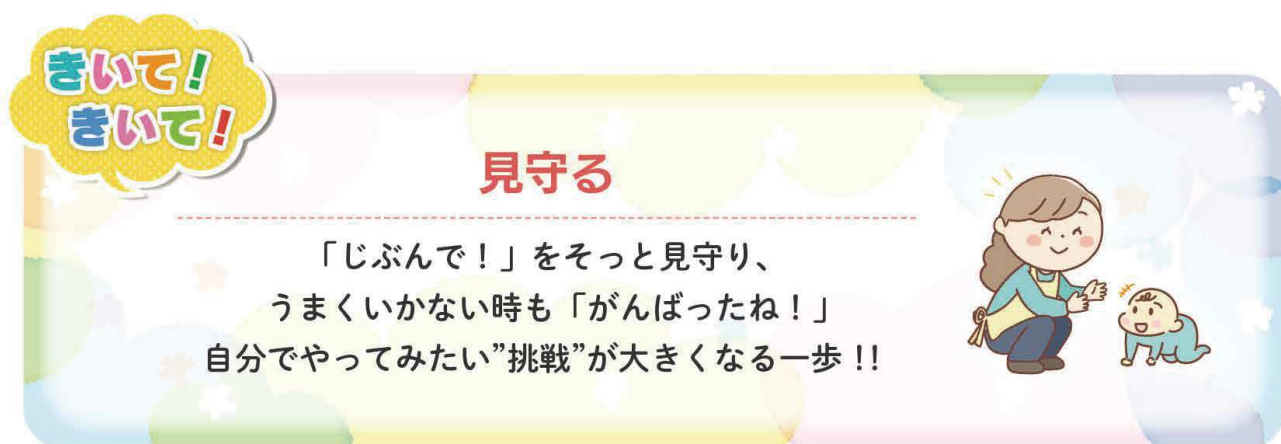 きいて!
きいて!
見守る
「じぶんで!」をそっと見守り、
うまくいかない時も「がんばったね!」
自分でやってみたい”挑戦”が大きくなる一歩!!